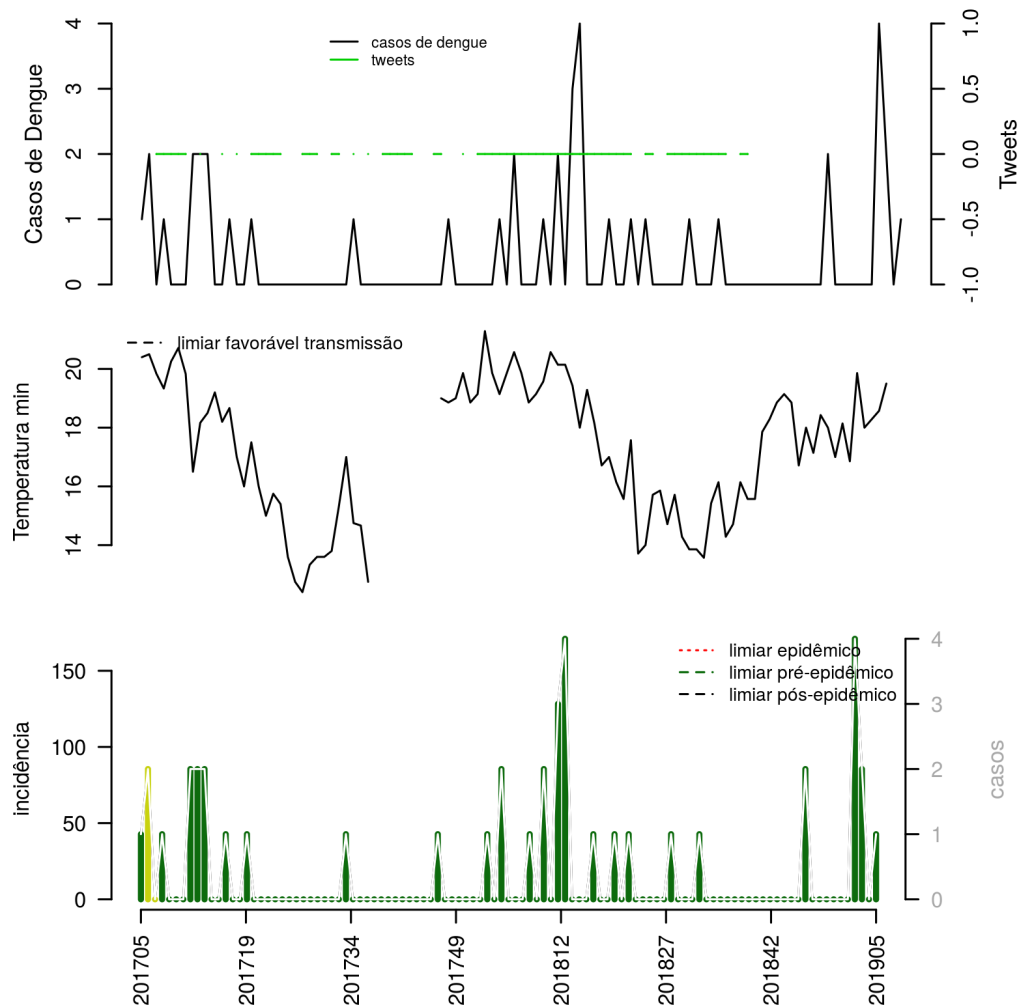 Casos de Dengue
0
1
2
3
4
casos de dengue
tweets
-1.0
-0.5
0.0
0.5
1.0
Tweets
Temperatura min
14
16
18
20
limiar favorável transmissão
incidência
0
50
100
150
limiar epidêmico
limiar pré-epidêmico
limiar pós-epidêmico
0
1
2
3
4
casos
201705
201719
201734
201749
201812
201827
201842
201905